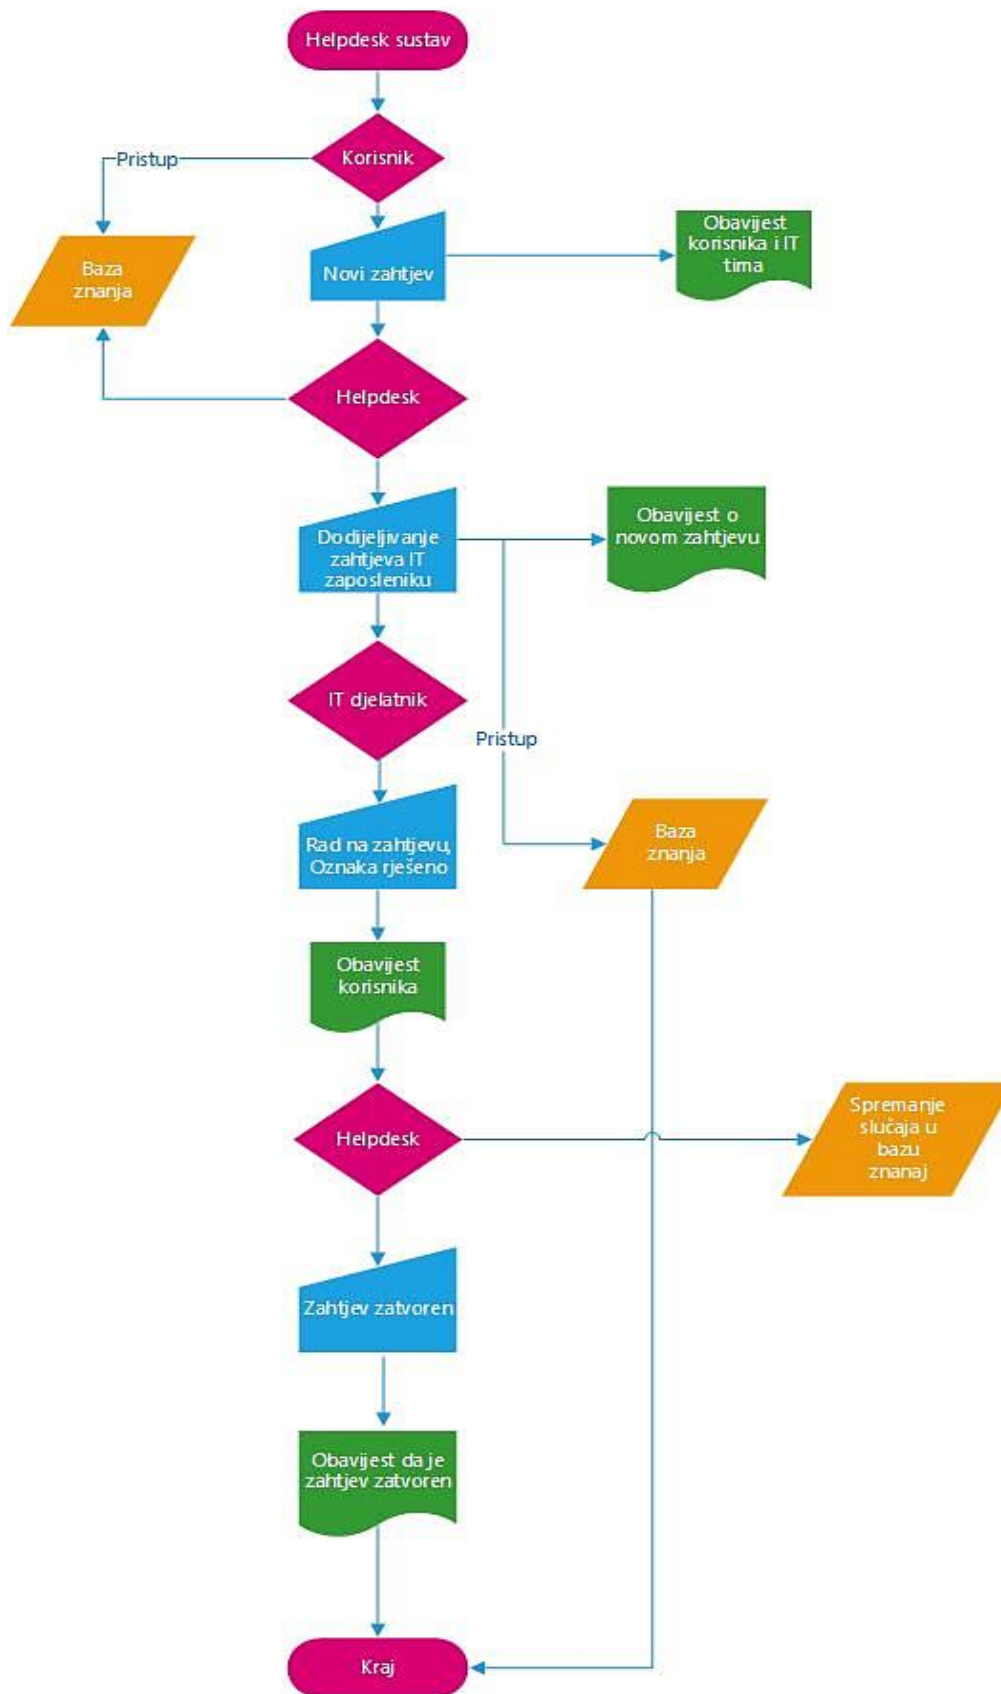 Helpdesk sustav
Korisnik
Pristup
Baza
znanja
Novi zahtjev
Obavijest
korisnika i IT
tima
Helpdesk
Dodijeljivanje
zahtjeva IT
zaposleniku
Obavijest o
novom zahtjevu
IT djelatnik
Pristup
Rad na zahtjevu,
Oznaka rješeno
Baza
znanja
Obavijest
korisnika
Helpdesk
Spremanje
slučaja u
bazu
znanaj
Zahtjev zatvoren
Obavijest da je
zahtjev zatvoren
Kraj